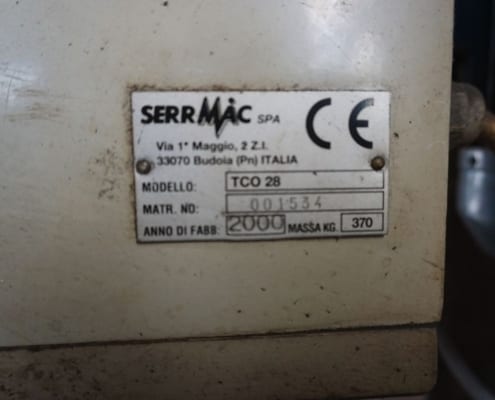 SERRMAC SPA CE
Via 1° Maggio, 2 Z.I.
33070 Budoia (Pn) ITALIA
MODELLO: TCO 28
MATR. NO: 001534
ANNO DI FABB: 2000 MASSA KG. 370